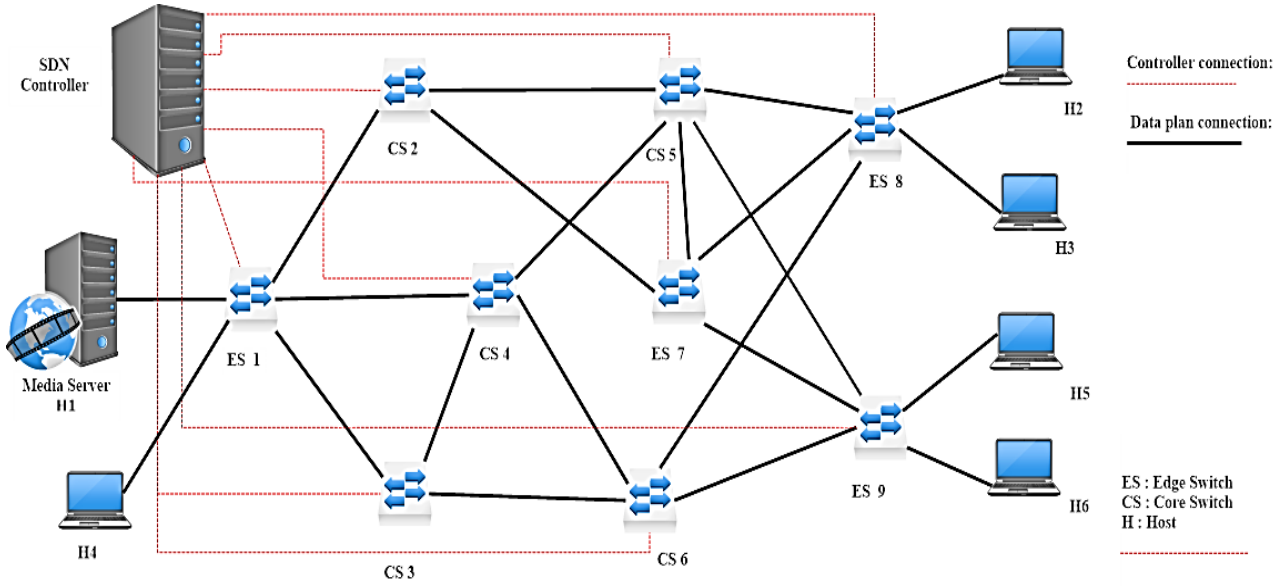 SDN
Controller
CS 2
CS 5
ES 8
H2
H3
Controller connection:
Data plan connection:
Media Server
H1
ES 1
CS 4
ES 7
H5
H4
CS 3
CS 6
ES 9
H6
ES : Edge Switch
CS : Core Switch
H : Host